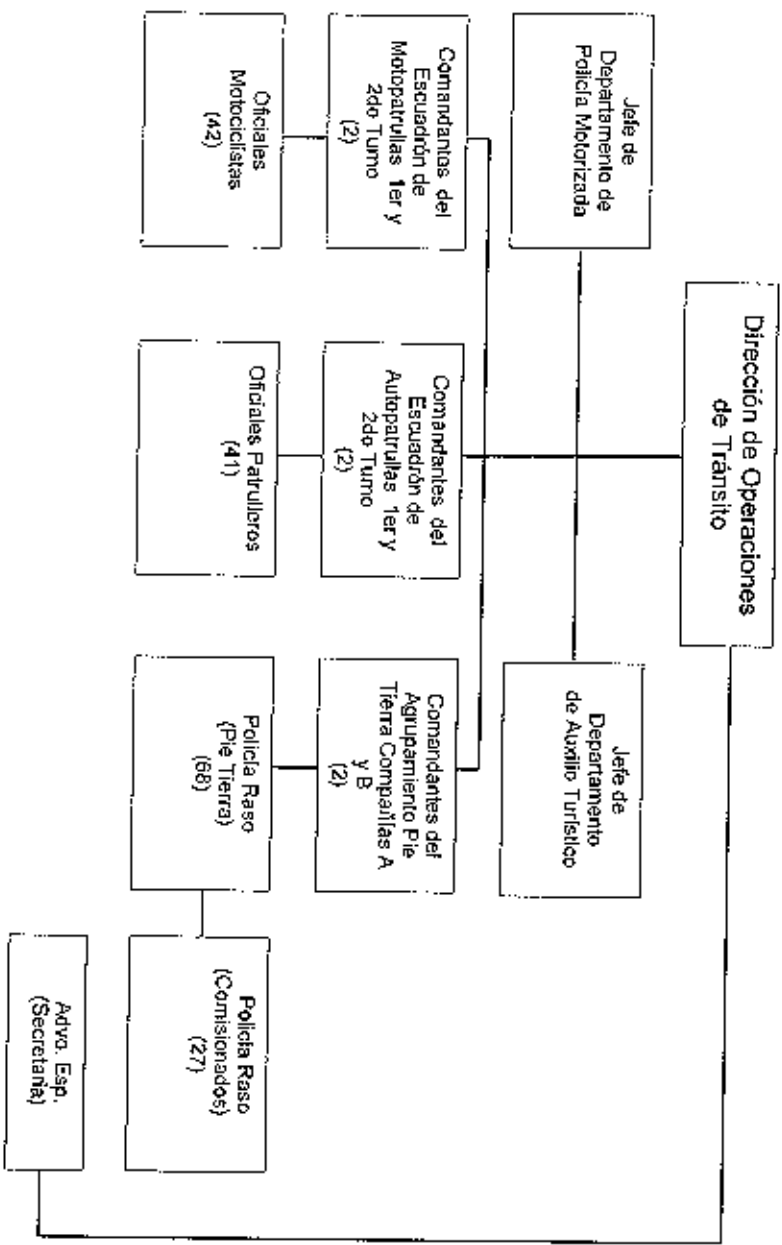 Dirección de Operaciones
de Tránsito
Jefe de
Departamento de
Policía Motorizada
Jefe de
Departamento
de Auxilio Turístico
Comandantes del
Escuadrón de
Motopatrullas 1er y
2do Turno
(2)
Comandantes del
Escuadrón de
Autopatrullas 1er y
2do Turno
(2)
Comandantes del
Agrupamiento Pie
Tierra Compañías A
y B
(2)
Oficiales
Motociclistas
(42)
Oficiales Patrulleros
(41)
Policía Raso
(Pie Tierra)
(68)
Policía Raso
(Comisionados)
(27)
Advo. Esp.
(Secretaria)